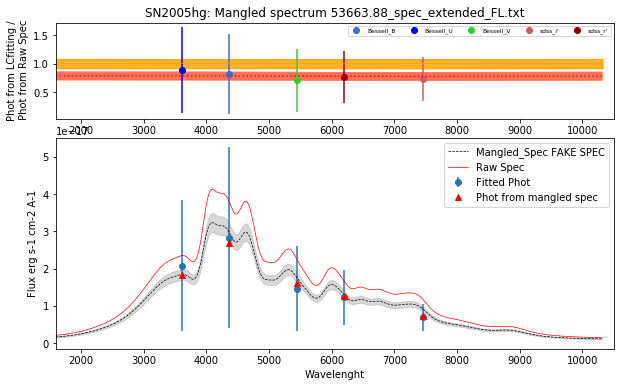 SN2005hg: Mangled spectrum 53663.88_spec_extended_FL.txt
Phot from LCfitting /
Phot from Raw Spec
1.5
1.0
0.5
Bessell_B
Bessell_U
Bessell_V
sdss_i'
sdss_r'
2000 3000 4000 5000 6000 7000 8000 9000 10000
1e-17
Flux erg s-1 cm-2 A-1
5
4
3
2
1
0
Mangled_Spec FAKE SPEC
Raw Spec
Fitted Phot
Phot from mangled spec
2000 3000 4000 5000 6000 7000 8000 9000 10000
Wavelenght